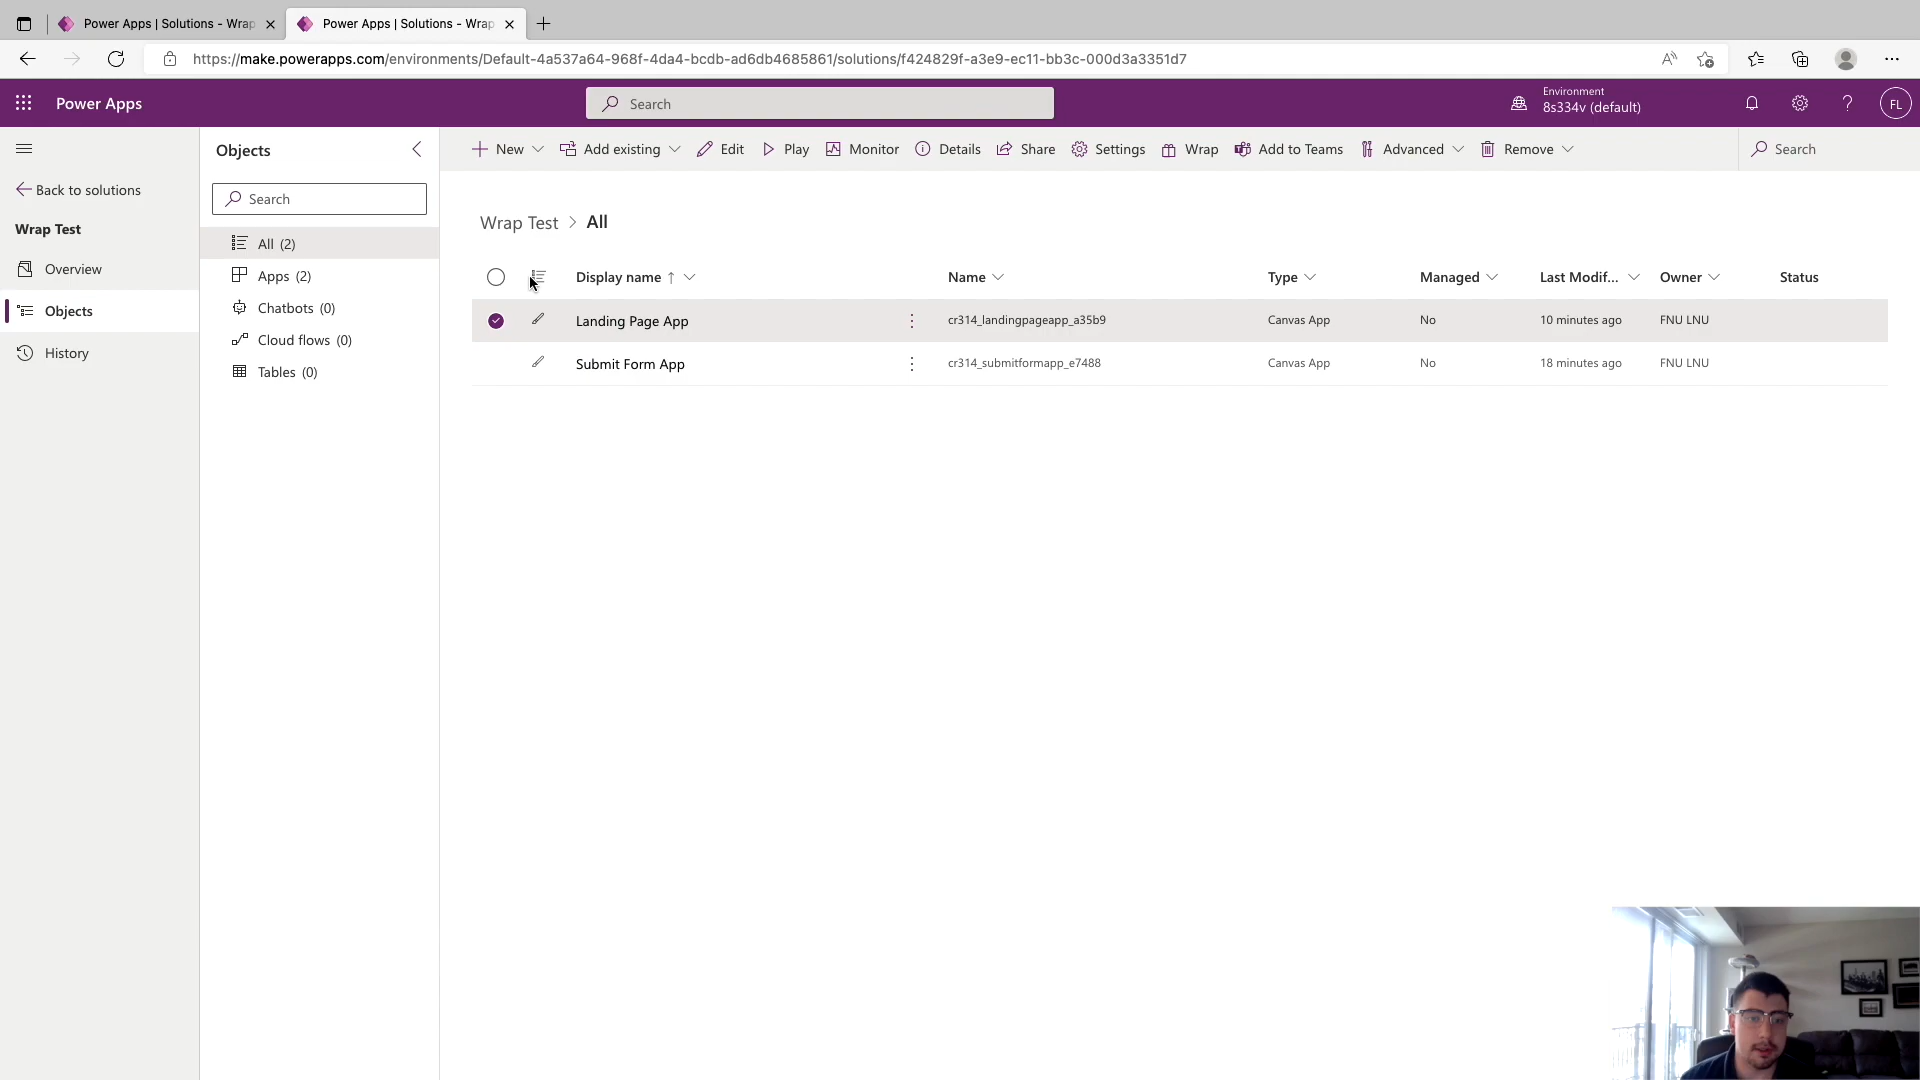 Power Apps | Solutions - Wrap
Power Apps | Solutions - Wrap
https://make.powerapps.com/environments/Default-4a537a64-968f-4da4-bcdb-ad6db4685861/solutions/f424829f-a3e9-ec11-bb3c-000d3a3351d7
Power Apps
Search
Environment
8s334v (default)
FL
Back to solutions
Wrap Test
Overview
Objects
History
Objects
Search
All (2)
Apps (2)
Chatbots (0)
Cloud flows (0)
Tables (0)
New
Add existing
Edit
Play
Monitor
Details
Share
Settings
Wrap
Add to Teams
Advanced
Remove
Search
Wrap Test > All
Display name ↑ Name Type Managed Last Modif... Owner Status
Landing Page App cr314_landingpageapp_a35b9 Canvas App No 10 minutes ago FNU LNU
Submit Form App cr314_submitformapp_e7488 Canvas App No 18 minutes ago FNU LNU